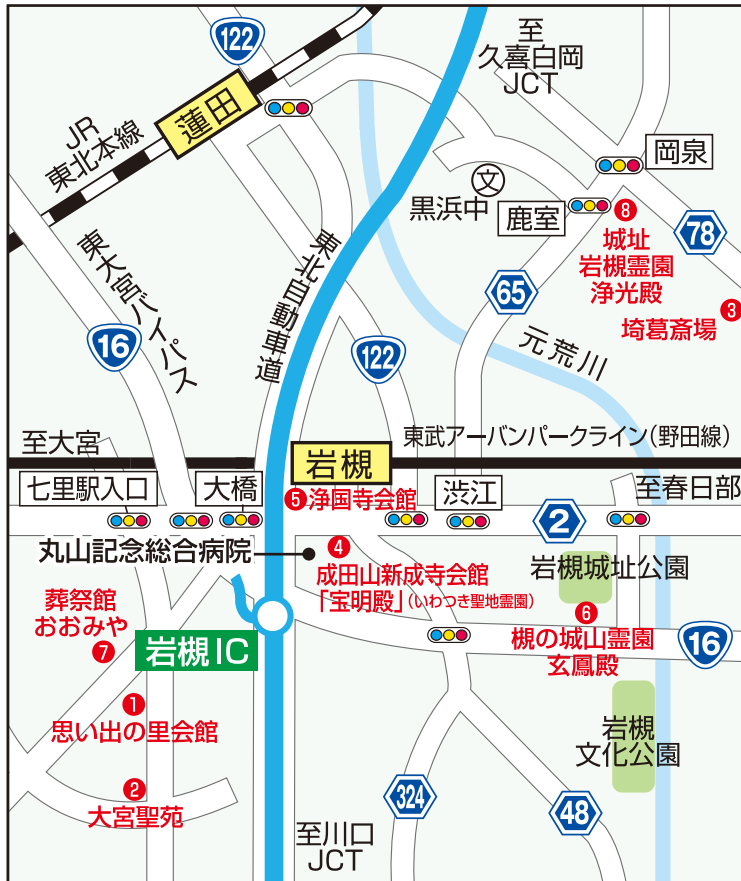 122
至
久喜白岡
JCT
蓮田
JR
東北本線
岡泉
文
黒浜中
鹿室
8
城址
岩槻霊園
浄光殿
78
3
埼葛斎場
東大宮バイパス
16
東北自動車道
65
元荒川
122
至大宮
岩槻
東武アーバンパークライン(野田線)
七里駅入口
大橋
5
浄国寺会館
渋江
至春日部
2
丸山記念総合病院
4
成田山新成寺会館
「宝明殿」(いわつき聖地霊園)
岩槻城址公園
葬祭館
おおみや
7
岩槻IC
6
槻の城山霊園
玄鳳殿
16
1
思い出の里会館
岩槻
文化公園
2
大宮聖苑
324
48
至川口
JCT